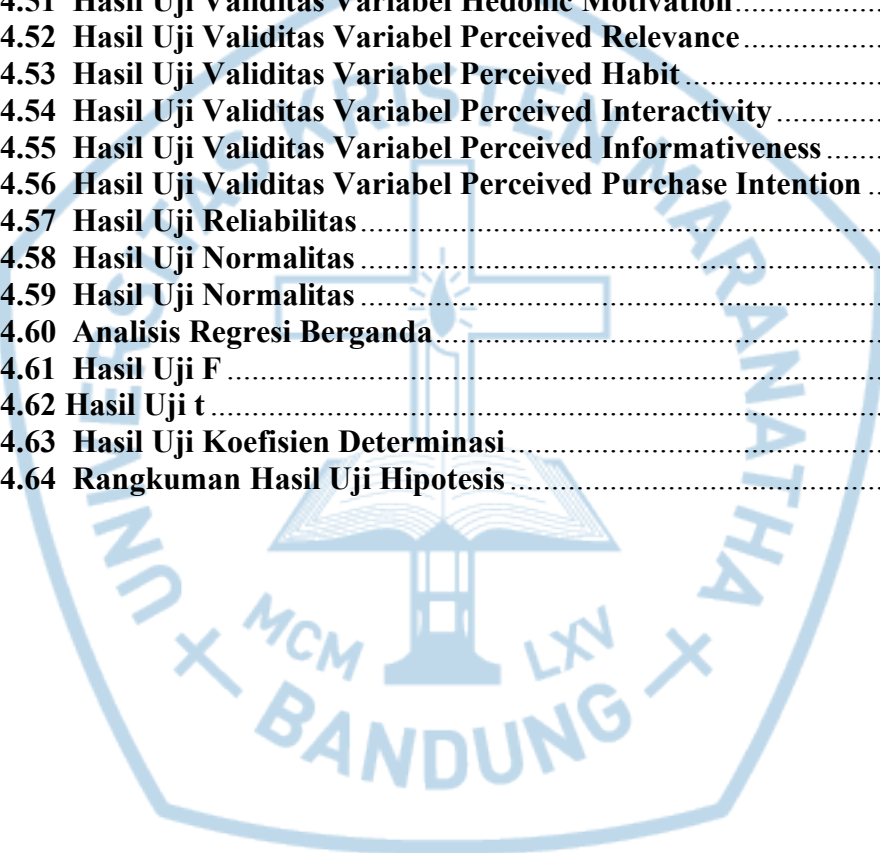 4.51 Hasil Uji Validitas Variabel Hedonic Motivation
4.52 Hasil Uji Validitas Variabel Perceived Relevance
4.53 Hasil Uji Validitas Variabel Perceived Habit
4.54 Hasil Uji Validitas Variabel Perceived Interactivity
4.55 Hasil Uji Validitas Variabel Perceived Informativeness
4.56 Hasil Uji Validitas Variabel Perceived Purchase Intention
4.57 Hasil Uji Reliabilitas
4.58 Hasil Uji Normalitas
4.59 Hasil Uji Normalitas
4.60 Analisis Regresi Berganda
4.61 Hasil Uji F
4.62 Hasil Uji t
4.63 Hasil Uji Koefisien Determinasi
4.64 Rangkuman Hasil Uji Hipotesis
UNIVERSITAS KRISTEN MARANATHA
MCM LXV
BANDUNG